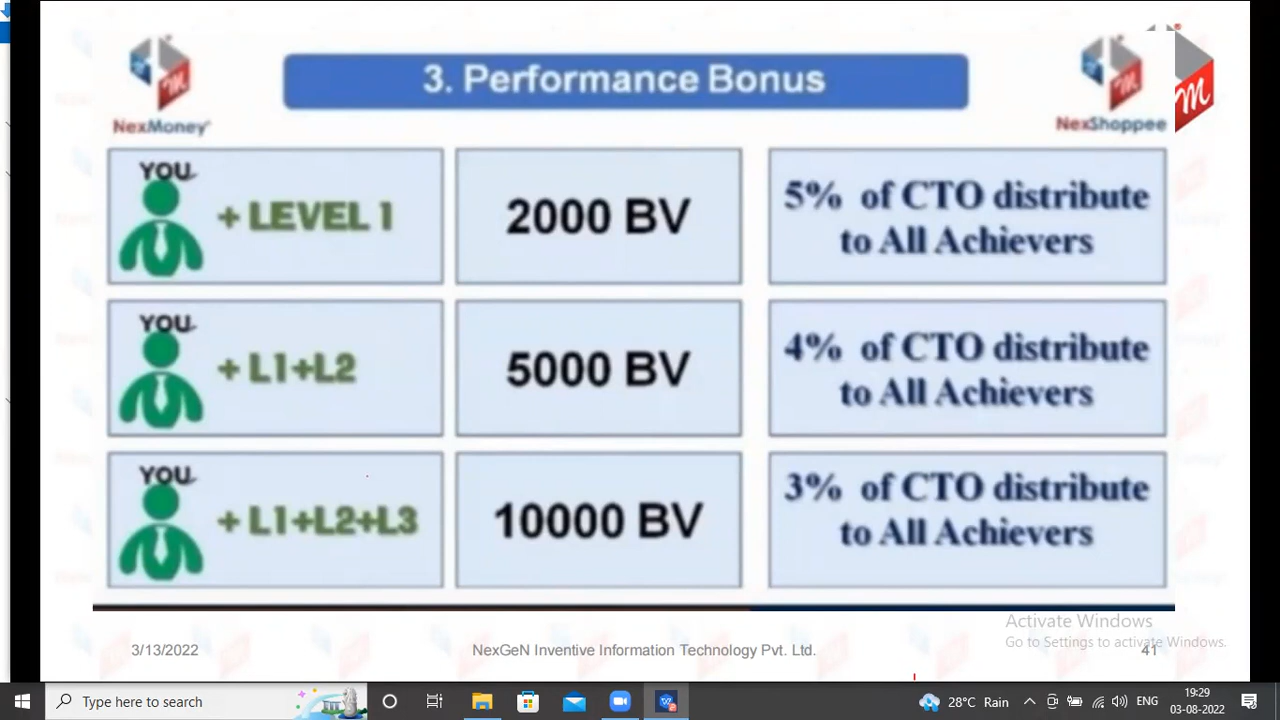 3. Performance Bonus
NexMoney
NexShoppee
m
YOU
+ LEVEL 1
2000 BV
5% of CTO distribute
to All Achievers
YOU
+ L1+L2
5000 BV
4% of CTO distribute
to All Achievers
YOU
+ L1+L2+L3
10000 BV
3% of CTO distribute
to All Achievers
Activate Windows
Go to Settings to activate Windows.
3/13/2022
NexGeN Inventive Information Technology Pvt. Ltd.
41
Type here to search
28°C Rain
ENG
19:29
03-08-2022